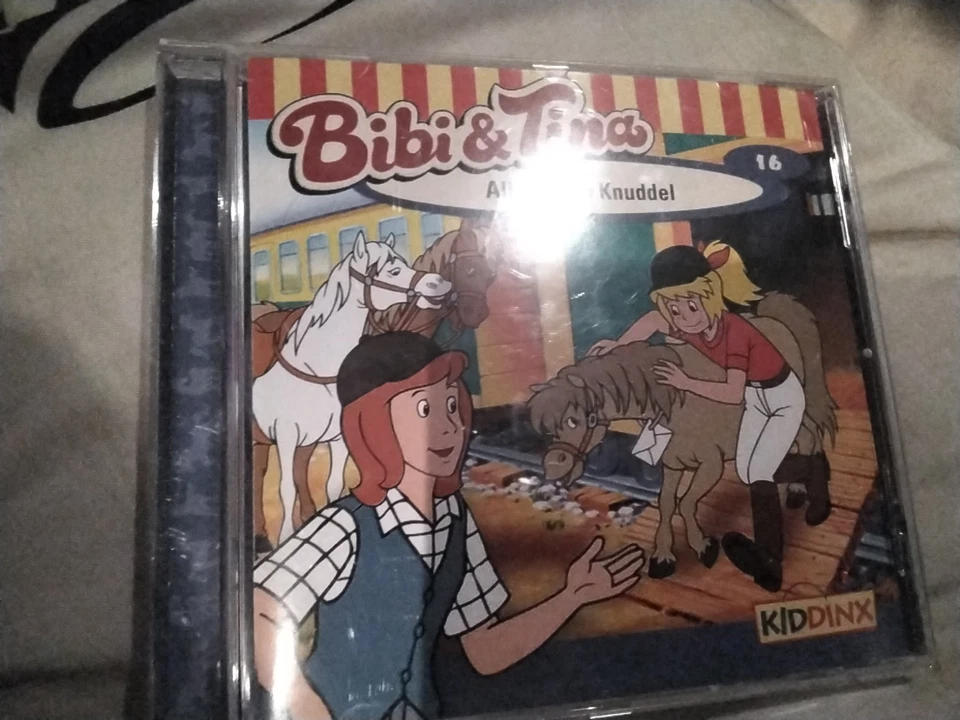 Bibi & Tina
16
Knuddel
KIDDINX